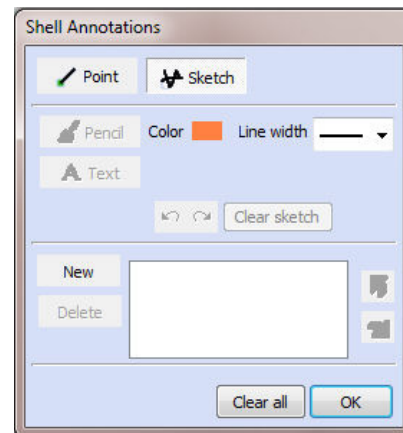 Shell Annotations
Point Sketch
Pencil Color Line width
Text
Clear sketch
New
Delete
Clear all OK